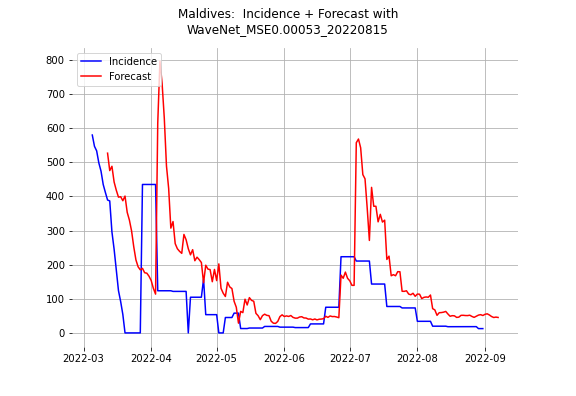 Maldives:  Incidence + Forecast with
WaveNet_MSE0.00053_20220815
Incidence
Forecast
800
700
600
500
400
300
200
100
0
2022-03 2022-04 2022-05 2022-06 2022-07 2022-08 2022-09